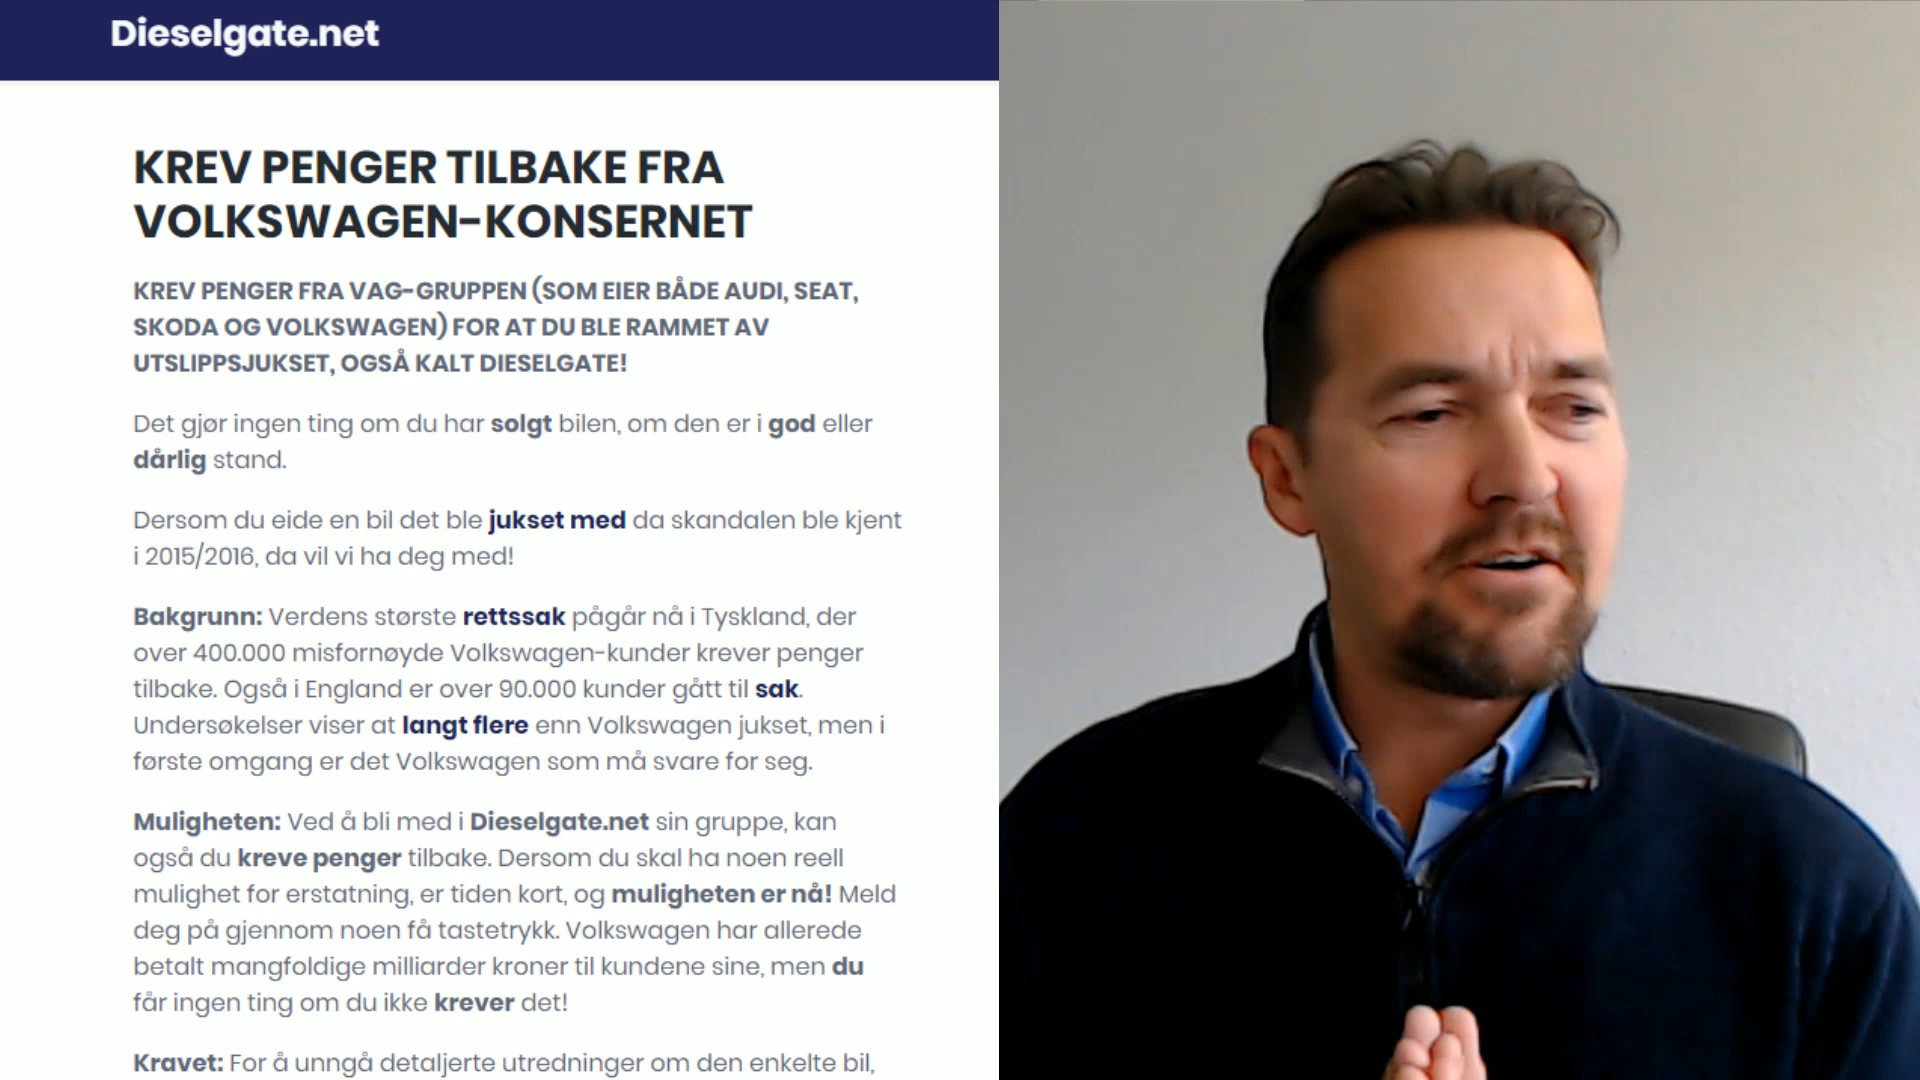 Dieselgate.net
KREV PENGER TILBAKE FRA
VOLKSWAGEN-KONSERNET
KREV PENGER FRA VAG-GRUPPEN (SOM EIER BÅDE AUDI, SEAT,
SKODA OG VOLKSWAGEN) FOR AT DU BLE RAMMET AV
UTSLIPPSJUKSET, OGSÅ KALT DIESELGATE!
Det gjør ingen ting om du har solgt bilen, om den er i god eller
dårlig stand.
Dersom du eide en bil det ble jukset med da skandalen ble kjent
i 2015/2016, da vil vi ha deg med!
Bakgrunn: Verdens største rettssak pågår nå i Tyskland, der
over 400.000 misfornøyde Volkswagen-kunder krever penger
tilbake. Også i England er over 90.000 kunder gått til sak.
Undersøkelser viser at langt flere enn Volkswagen jukset, men i
første omgang er det Volkswagen som må svare for seg.
Muligheten: Ved å bli med i Dieselgate.net sin gruppe, kan
også du kreve penger tilbake. Dersom du skal ha noen reell
mulighet for erstatning, er tiden kort, og muligheten er nå! Meld
deg på gjennom noen få tastetrykk. Volkswagen har allerede
betalt mangfoldige milliarder kroner til kundene sine, men du
får ingen ting om du ikke krever det!
Kravet: For å unngå detaljerte utredninger om den enkelte bil,